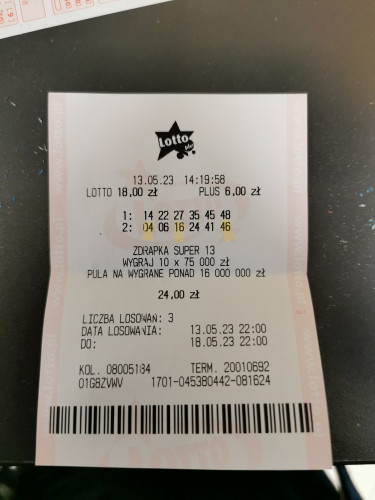 Lotto
13.05.23 14:19:58
LOTTO 18,00 zł PLUS 6,00 zł
1: 14 22 27 35 45 48
2: 04 06 16 24 41 46
ZDRAPKA SUPER 13
WYGRAJ 10 x 75 000 zł
PULA NA WYGRANE PONAD 16 000 000 zł
24,00 zł
LICZBA LOSOWAŃ: 3
DATA LOSOWANIA: 13.05.23 22:00
DO: 18.05.23 22:00
KOL. 08005184 TERM. 20010692
01G8ZVWV 1701-045380442-081624